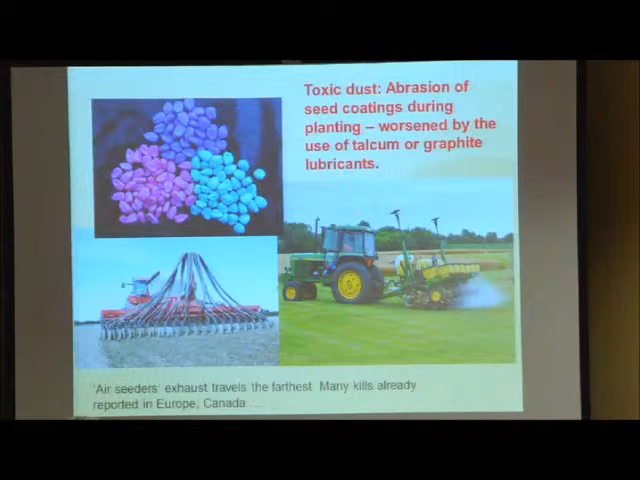 Toxic dust: Abrasion of
seed coatings during
planting – worsened by the
use of talcum or graphite
lubricants.
'Air seeders' exhaust travels the farthest Many kills already
reported in Europe, Canada